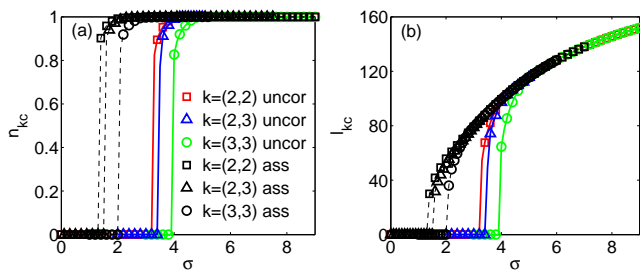 (a)
1
0.8
0.6
0.4
0.2
0
n_kc
k=(2,2) uncor
k=(2,3) uncor
k=(3,3) uncor
k=(2,2) ass
k=(2,3) ass
k=(3,3) ass
0 2 4 6 8
σ
(b)
160
120
80
40
0
I_kc
0 2 4 6 8
σ